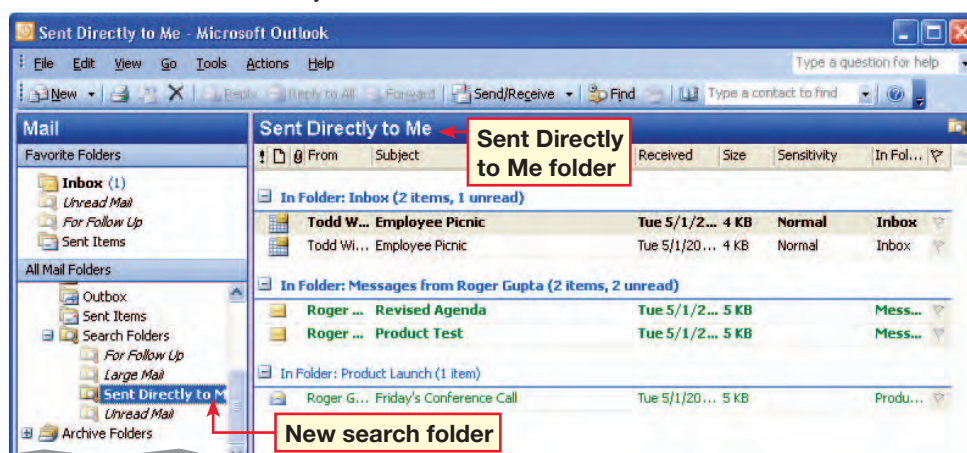 Sent Directly to Me - Microsoft Outlook
File Edit View Go Tools Actions Help Type a question for help
New Reply Reply to All Forward Send/Receive Find Type a contact to find
Mail
Favorite Folders
Inbox (1)
Unread Mail
For Follow Up
Sent Items
All Mail Folders
Outbox
Sent Items
Search Folders
For Follow Up
Large Mail
Sent Directly to M
Unread Mail
Archive Folders
Sent Directly to Me
Sent Directly
to Me folder
! From Subject Received Size Sensitivity In Fol...
In Folder: Inbox (2 items, 1 unread)
Todd W... Employee Picnic Tue 5/1/2... 4 KB Normal Inbox
Todd Wi... Employee Picnic Tue 5/1/20... 4 KB Normal Inbox
In Folder: Messages from Roger Gupta (2 items, 2 unread)
Roger ... Revised Agenda Tue 5/1/2... 5 KB Mess...
Roger ... Product Test Tue 5/1/2... 5 KB Mess...
In Folder: Product Launch (1 item)
Roger G... Friday's Conference Call Tue 5/1/20... 5 KB Produ...
New search folder